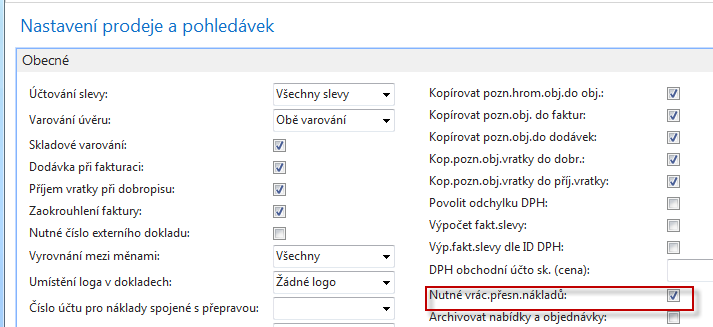 Nastavení prodeje a pohledávek
Obecné
Účtování slevy:
Všechny slevy
Varování úvěru:
Obě varování
Skladové varování:
Dodávka při fakturaci:
Příjem vratky při dobropisu:
Zaokrouhlení faktury:
Nutné číslo externího dokladu:
Vyrovnání mezi měnami:
Všechny
Umístění loga v dokladech:
Žádné logo
Číslo účtu pro náklady spojené s přepravou:
Kopírovat pozn.hrom.obj.do obj.:
Kopírovat pozn.obj.do faktur:
Kopírovat pozn.obj.do dodávek:
Kop.pozn.obj.vratky do dobr.:
Kop.pozn.obj.vratky do příj.vratky:
Povolit odchylku DPH:
Výpočet fakt.slevy:
Výp.fakt.slevy dle ID DPH:
DPH obchodní účto sk. (cena):
Nutné vrác.přesn.nákladů:
Archivovat nabídky a objednávky: